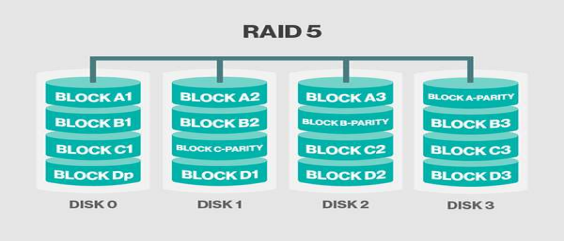 RAID 5
BLOCK A1
BLOCK B1
BLOCK C1
BLOCK Dp
DISK 0
BLOCK A2
BLOCK B2
BLOCK C-PARITY
BLOCK D1
DISK 1
BLOCK A3
BLOCK B-PARITY
BLOCK C2
BLOCK D2
DISK 2
BLOCK A-PARITY
BLOCK B3
BLOCK C3
BLOCK D3
DISK 3